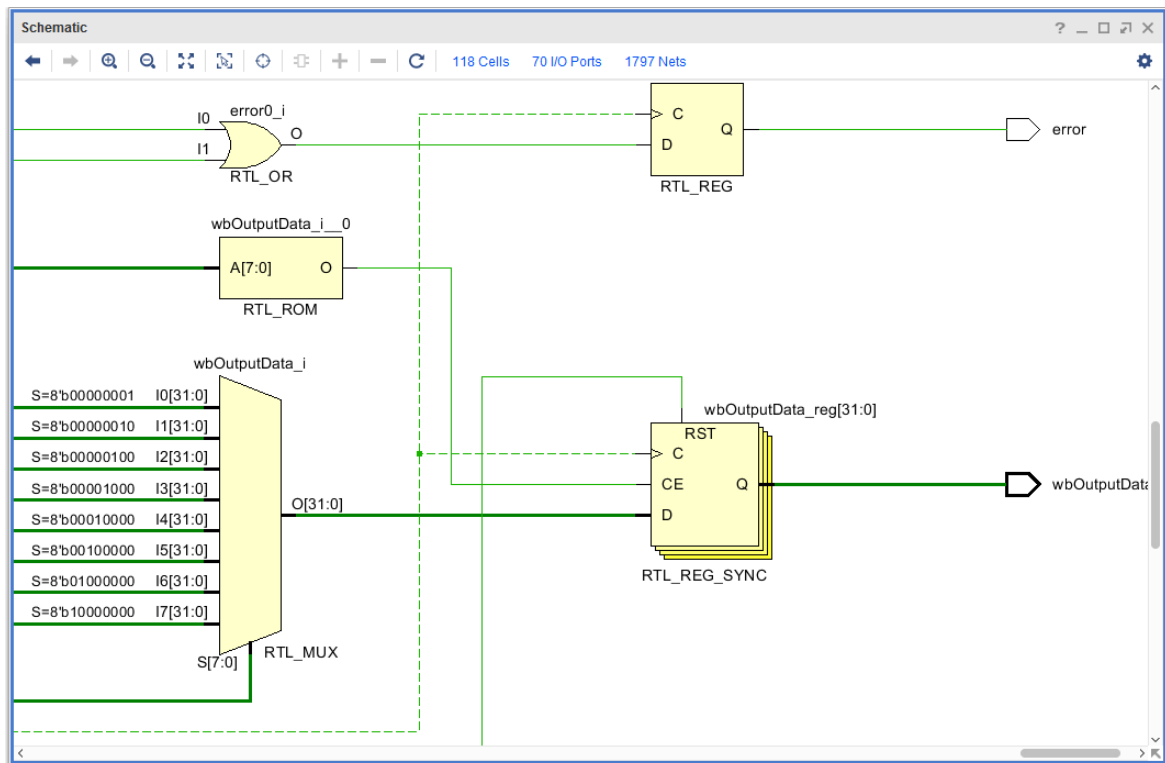 Schematic
118 Cells 70 I/O Ports 1797 Nets
error0_i
I0
I1
O
RTL_OR
C
D
Q
RTL_REG
error
wbOutputData_i__0
A[7:0] O
RTL_ROM
wbOutputData_i
S=8'b00000001 I0[31:0]
S=8'b00000010 I1[31:0]
S=8'b00000100 I2[31:0]
S=8'b00001000 I3[31:0]
S=8'b00010000 I4[31:0]
S=8'b00100000 I5[31:0]
S=8'b01000000 I6[31:0]
S=8'b10000000 I7[31:0]
O[31:0]
S[7:0]
RTL_MUX
wbOutputData_reg[31:0]
RST
C
CE Q
D
RTL_REG_SYNC
wbOutputData